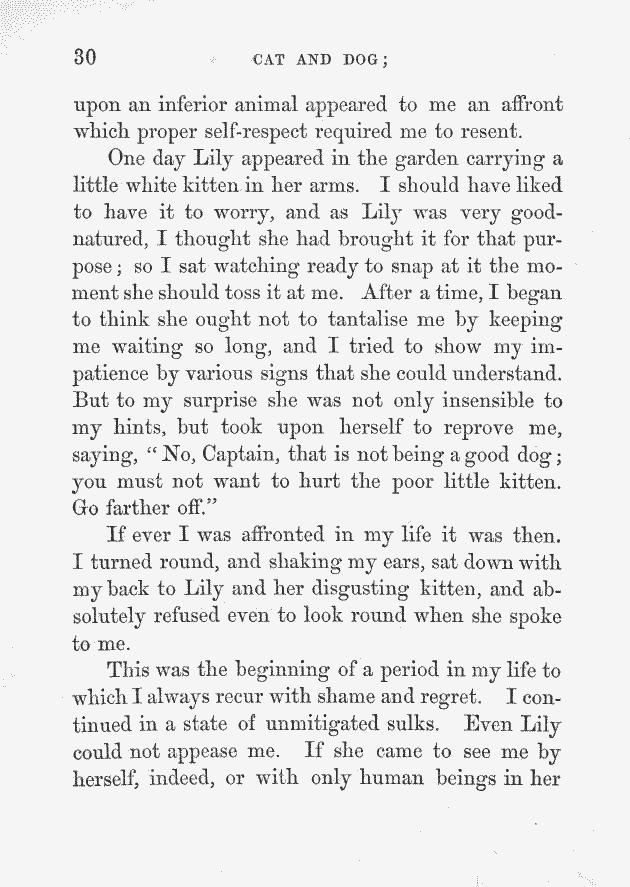 30 CAT AND DOG;
upon an inferior animal appeared to me an affront
which proper self-respect required me to resent.
One day Lily appeared in the garden carrying a
little white kitten in her arms. I should have liked
to have it to worry, and as Lily was very good-
natured, I thought she had brought it for that pur-
pose; so I sat watching ready to snap at it the mo-
ment she should toss it at me. After a time, I began
to think she ought not to tantalise me by keeping
me waiting so long, and I tried to show my im-
patience by various signs that she could understand.
But to my surprise she was not only insensible to
my hints, but took upon herself to reprove me,
saying, “No, Captain, that is not being a good dog;
you must not want to hurt the poor little kitten.
Go farther off.”
If ever I was affronted in my life it was then.
I turned round, and shaking my ears, sat down with
my back to Lily and her disgusting kitten, and ab-
solutely refused even to look round when she spoke
to me.
This was the beginning of a period in my life to
which I always recur with shame and regret. I con-
tinued in a state of unmitigated sulks. Even Lily
could not appease me. If she came to see me by
herself, indeed, or with only human beings in her